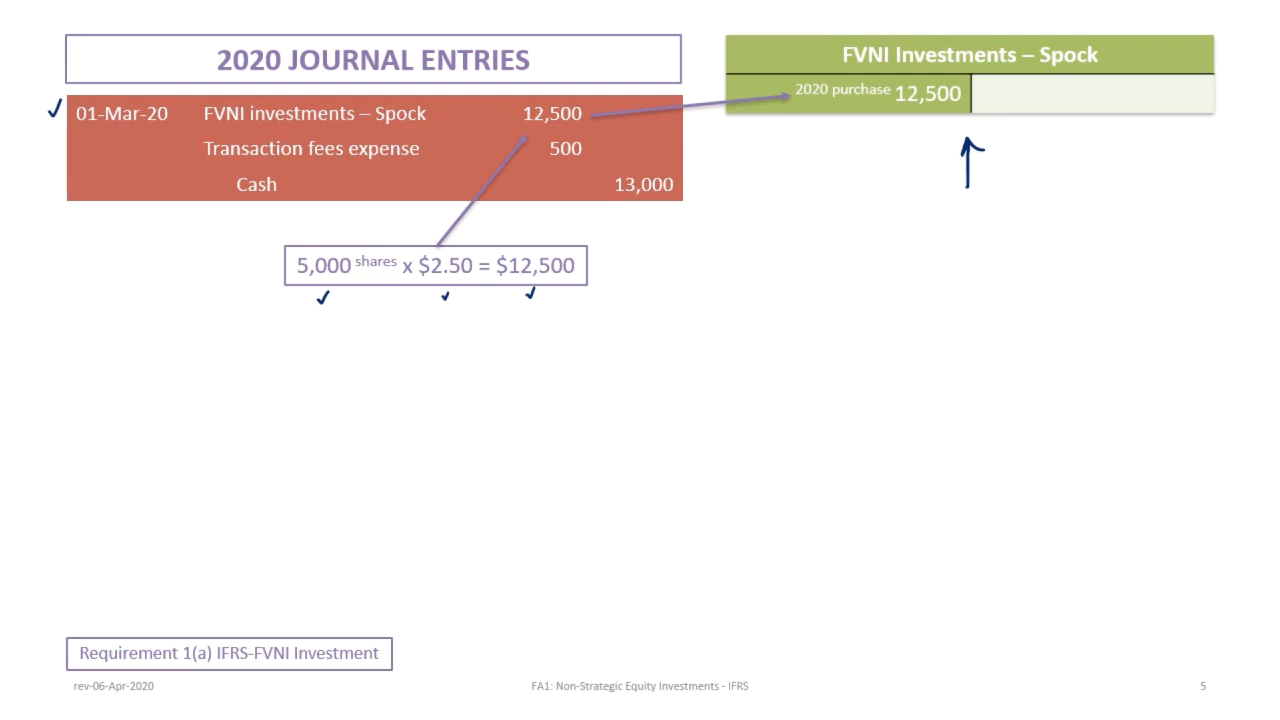 2020 JOURNAL ENTRIES
01-Mar-20 FVNI investments – Spock 12,500
Transaction fees expense 500
Cash 13,000
5,000 shares x $2.50 = $12,500
FVNI Investments – Spock
2020 purchase 12,500
Requirement 1(a) IFRS-FVNI Investment
rev-06-Apr-2020 FA1: Non-Strategic Equity Investments - IFRS 5